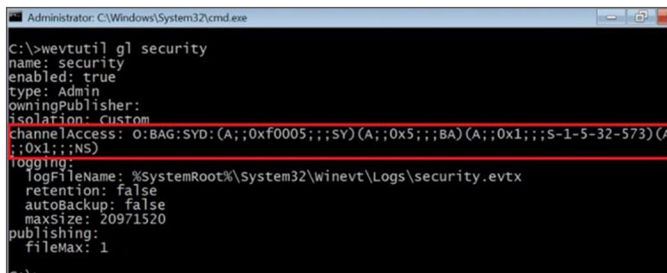 Administrator: C:\Windows\System32\cmd.exe
C:\>wevtutil gl security
name: security
enabled: true
type: Admin
owningPublisher:
isolation: Custom
channelAccess: O:BAG:SYD:(A;;0xf0005;;;SY)(A;;0x5;;;BA)(A;;0x1;;;S-1-5-32-573)(A
;;0x1;;;NS)
logging:
logFileName: %SystemRoot%\System32\Winevt\Logs\security.evtx
retention: false
autoBackup: false
maxSize: 20971520
publishing:
fileMax: 1